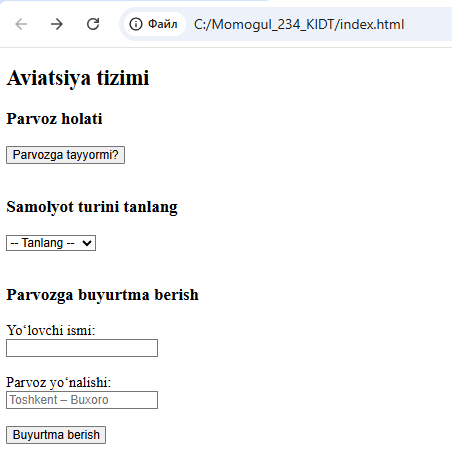 Файл C:/Momogul_234_KIDT/index.html
Aviatsiya tizimi
Parvoz holati
Parvozga tayyormi?
Samolyot turini tanlang
-- Tanlang --
Parvozga buyurtma berish
Yo‘lovchi ismi:
Parvoz yo‘nalishi:
Toshkent – Buxoro
Buyurtma berish